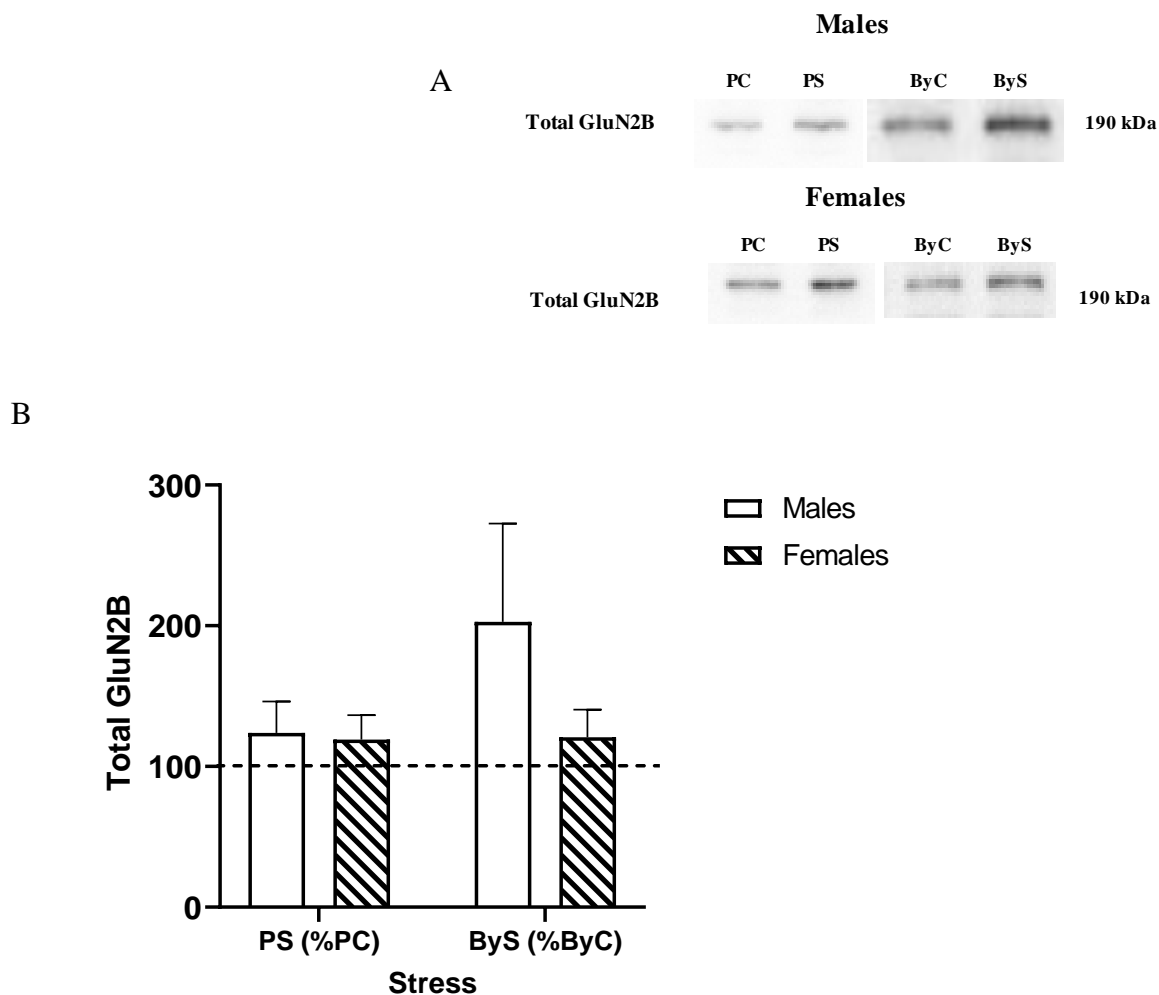 Males
A
PC PS ByC ByS
Total GluN2B 190 kDa
Females
PC PS ByC ByS
Total GluN2B 190 kDa
B
Total GluN2B
300
200
100
0
PS (%PC) ByS (%ByC)
Stress
Males
Females